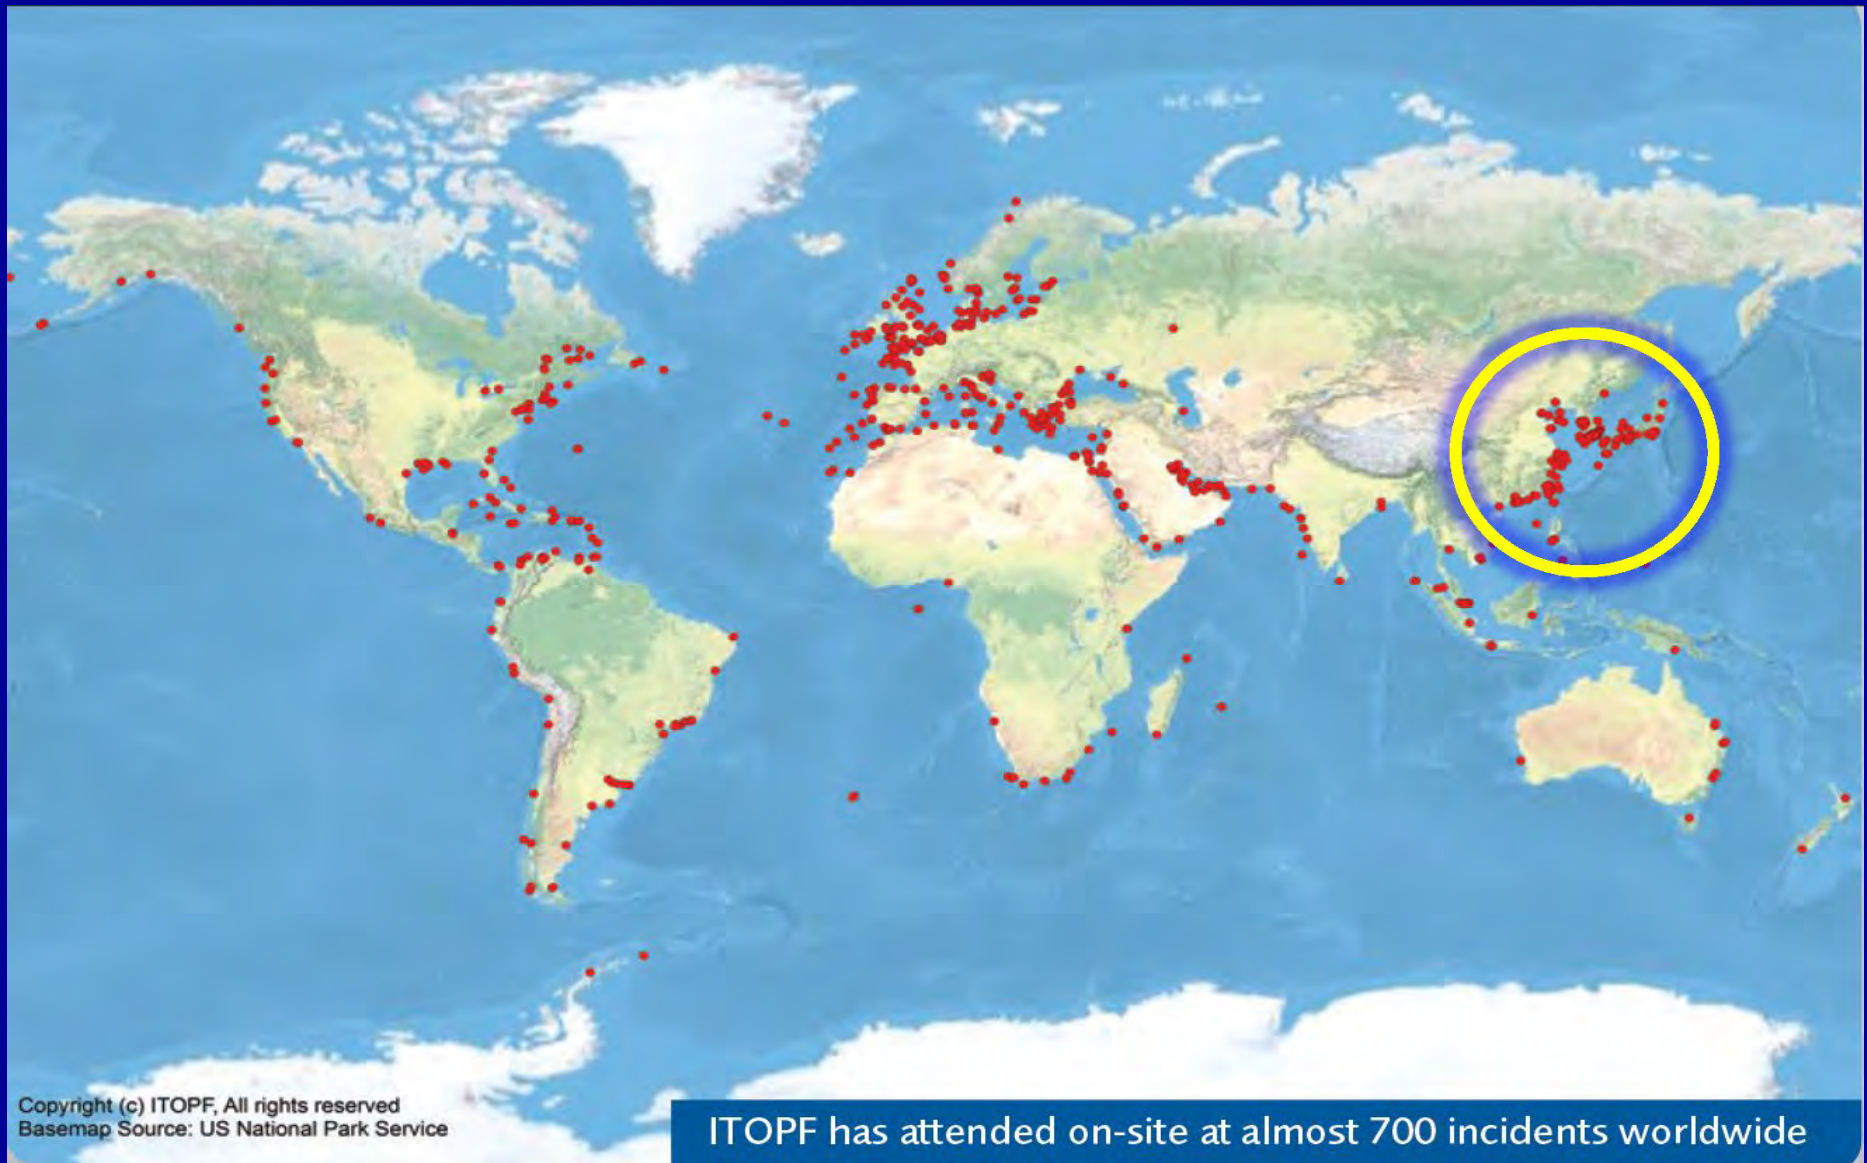 Copyright (c) ITOPF, All rights reserved
Basemap Source: US National Park Service
ITOPF has attended on-site at almost 700 incidents worldwide